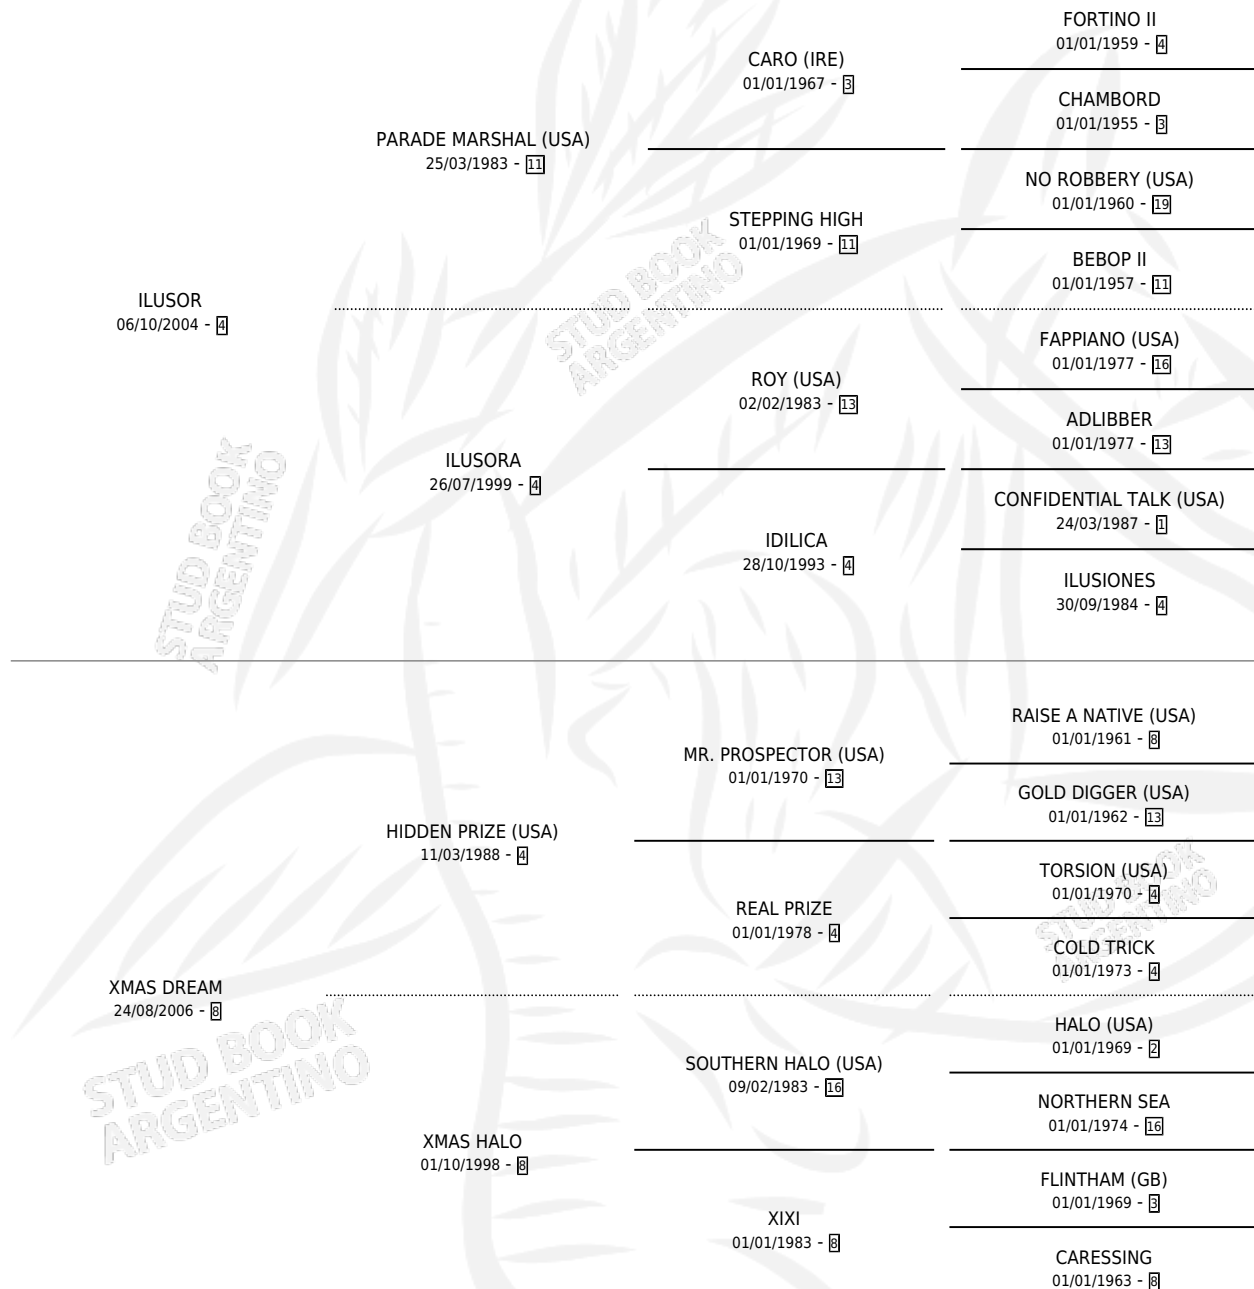 FORTINO II
01/01/1959 - 4
CARO (IRE)
01/01/1967 - 3
CHAMBORD
01/01/1955 - 3
PARADE MARSHAL (USA)
25/03/1983 - 11
NO ROBBERY (USA)
01/01/1960 - 19
STEPPING HIGH
01/01/1969 - 11
BEBOP II
01/01/1957 - 11
ILUSOR
06/10/2004 - 4
STUD BOOK
ARGENTINO
FAPPIANO (USA)
01/01/1977 - 16
ROY (USA)
02/02/1983 - 13
ADLIBBER
01/01/1977 - 13
ILUSORA
26/07/1999 - 4
CONFIDENTIAL TALK (USA)
24/03/1987 - 1
IDILICA
28/10/1993 - 4
ILUSIONES
30/09/1984 - 4
STUD BOOK
ARGENTINO
RAISE A NATIVE (USA)
01/01/1961 - 8
MR. PROSPECTOR (USA)
01/01/1970 - 13
GOLD DIGGER (USA)
01/01/1962 - 13
HIDDEN PRIZE (USA)
11/03/1988 - 4
TORSION (USA)
01/01/1970 - 4
REAL PRIZE
01/01/1978 - 4
STUD BOOK
ARGENTINO
COLD TRICK
01/01/1973 - 4
XMAS DREAM
24/08/2006 - 8
HALO (USA)
01/01/1969 - 2
SOUTHERN HALO (USA)
09/02/1983 - 16
NORTHERN SEA
01/01/1974 - 16
STUD BOOK
ARGENTINO
XMAS HALO
01/10/1998 - 8
FLINTHAM (GB)
01/01/1969 - 3
XIXI
01/01/1983 - 8
CARESSING
01/01/1963 - 8